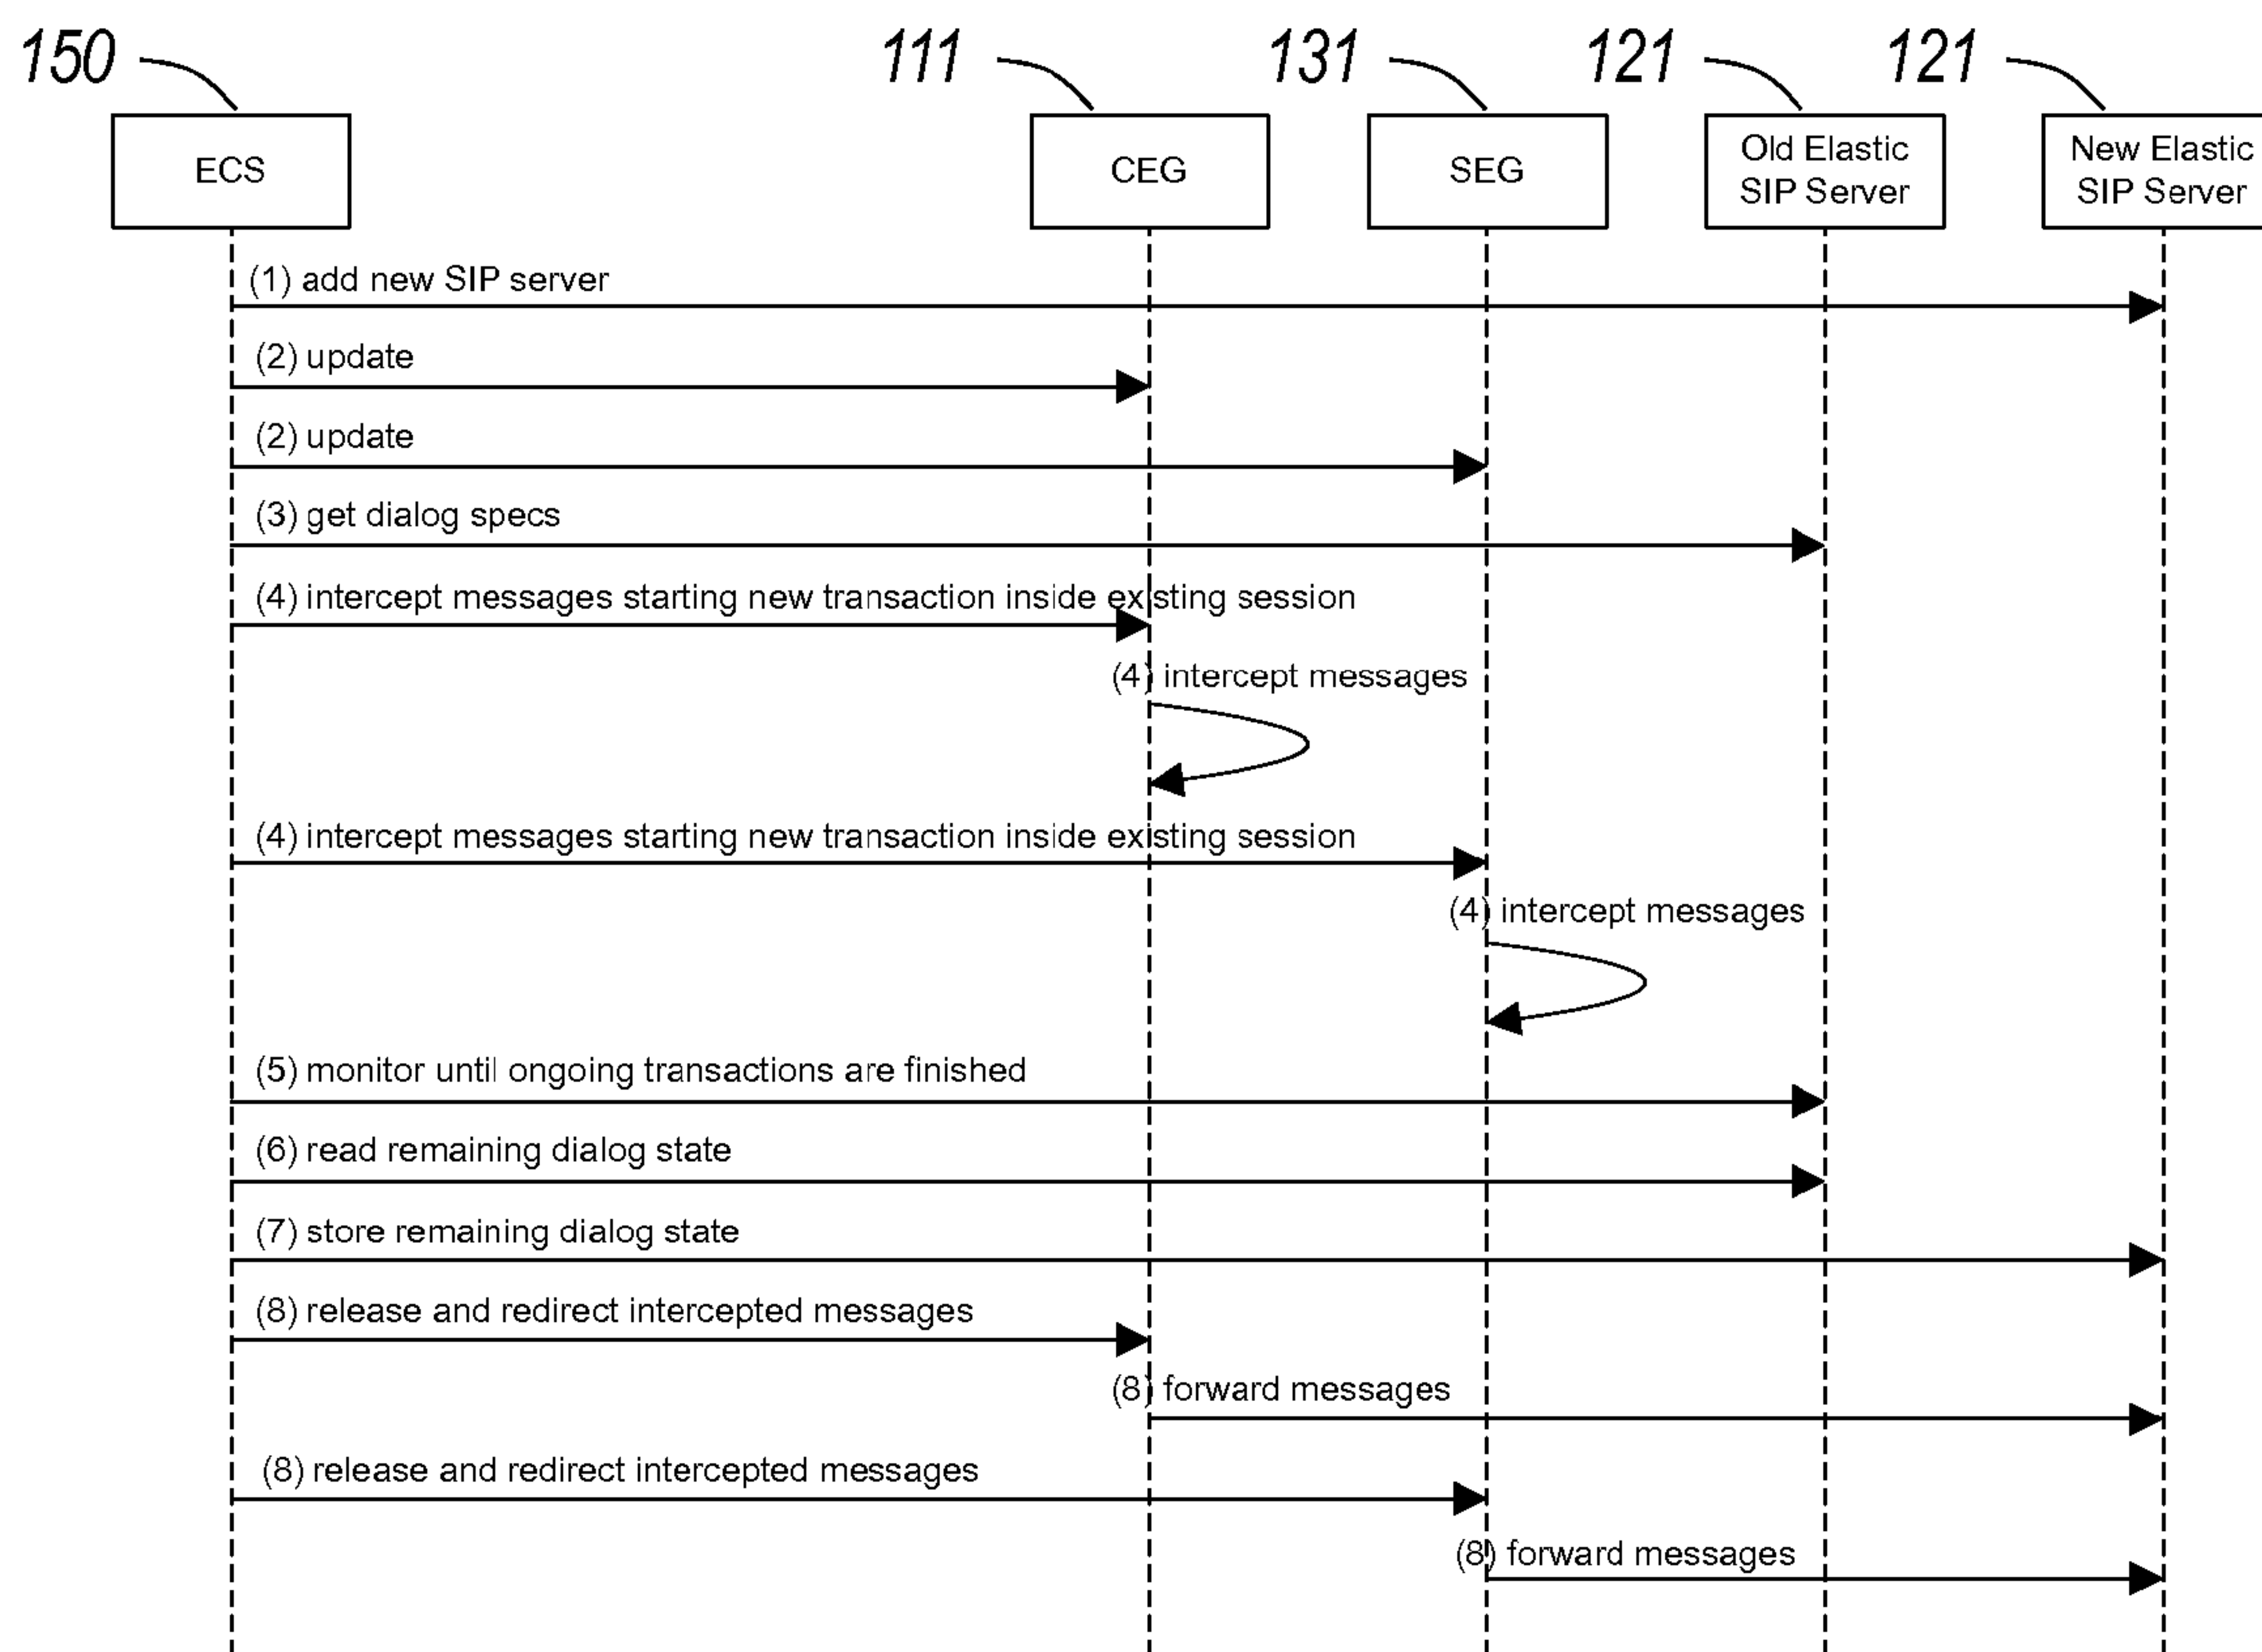 150
111
131
121
121
ECS
CEG
SEG
Old Elastic
SIP Server
New Elastic
SIP Server
(1) add new SIP server
(2) update
(2) update
(3) get dialog specs
(4) intercept messages starting new transaction inside existing session
(4) intercept messages
(4) intercept messages starting new transaction inside existing session
(4) intercept messages
(5) monitor until ongoing transactions are finished
(6) read remaining dialog state
(7) store remaining dialog state
(8) release and redirect intercepted messages
(8) forward messages
(8) release and redirect intercepted messages
(8) forward messages